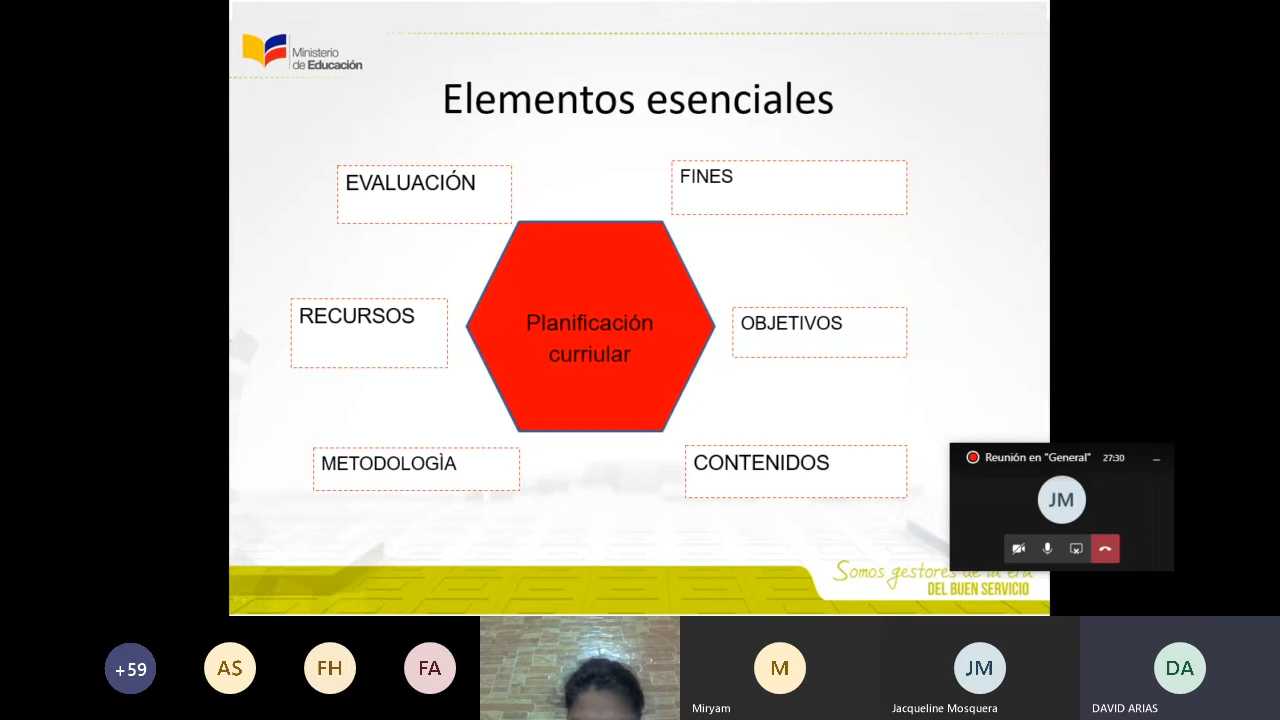 Ministerio
de Educación
Elementos esenciales
EVALUACIÓN
FINES
RECURSOS
Planificación
curriular
OBJETIVOS
METODOLOGÌA
CONTENIDOS
Reunión en "General" 27:30
JM
Somos gestores de la era
DEL BUEN SERVICIO
+59
AS
FH
FA
M
JM
DA
Miryam
Jacqueline Mosquera
DAVID ARIAS